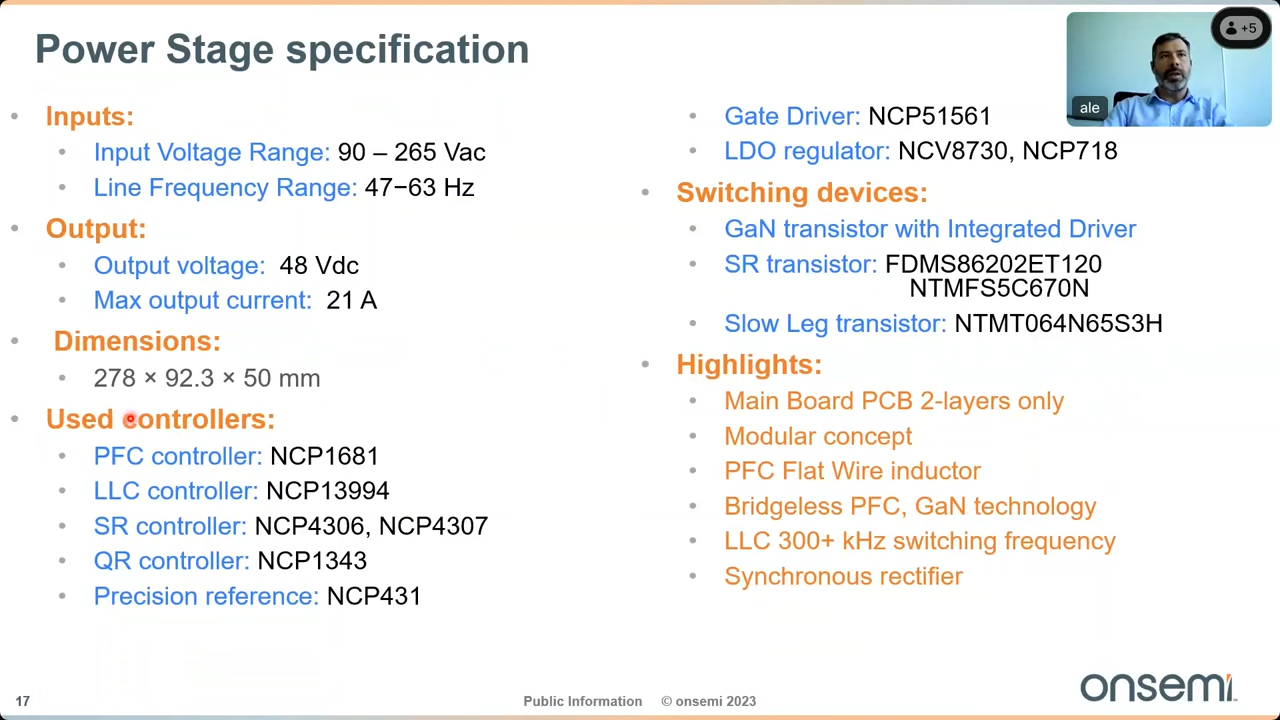 Power Stage specification
Inputs:
Input Voltage Range: 90 – 265 Vac
Line Frequency Range: 47−63 Hz
Output:
Output voltage: 48 Vdc
Max output current: 21 A
Dimensions:
278 × 92.3 × 50 mm
Used controllers:
PFC controller: NCP1681
LLC controller: NCP13994
SR controller: NCP4306, NCP4307
QR controller: NCP1343
Precision reference: NCP431
Gate Driver: NCP51561
LDO regulator: NCV8730, NCP718
Switching devices:
GaN transistor with Integrated Driver
SR transistor: FDMS86202ET120
NTMFS5C670N
Slow Leg transistor: NTMT064N65S3H
Highlights:
Main Board PCB 2-layers only
Modular concept
PFC Flat Wire inductor
Bridgeless PFC, GaN technology
LLC 300+ kHz switching frequency
Synchronous rectifier
ale
+5
17
Public Information © onsemi 2023
onsemi